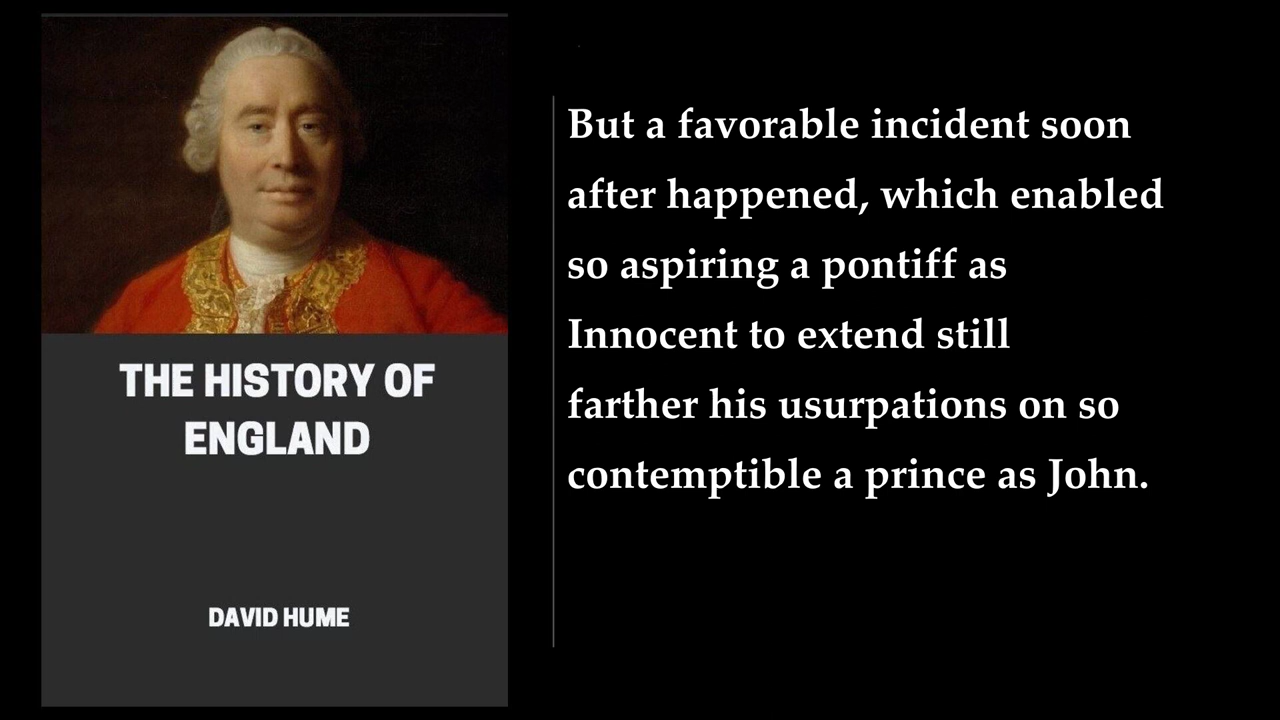 THE HISTORY OF
ENGLAND
DAVID HUME
But a favorable incident soon
after happened, which enabled
so aspiring a pontiff as
Innocent to extend still
farther his usurpations on so
contemptible a prince as John.